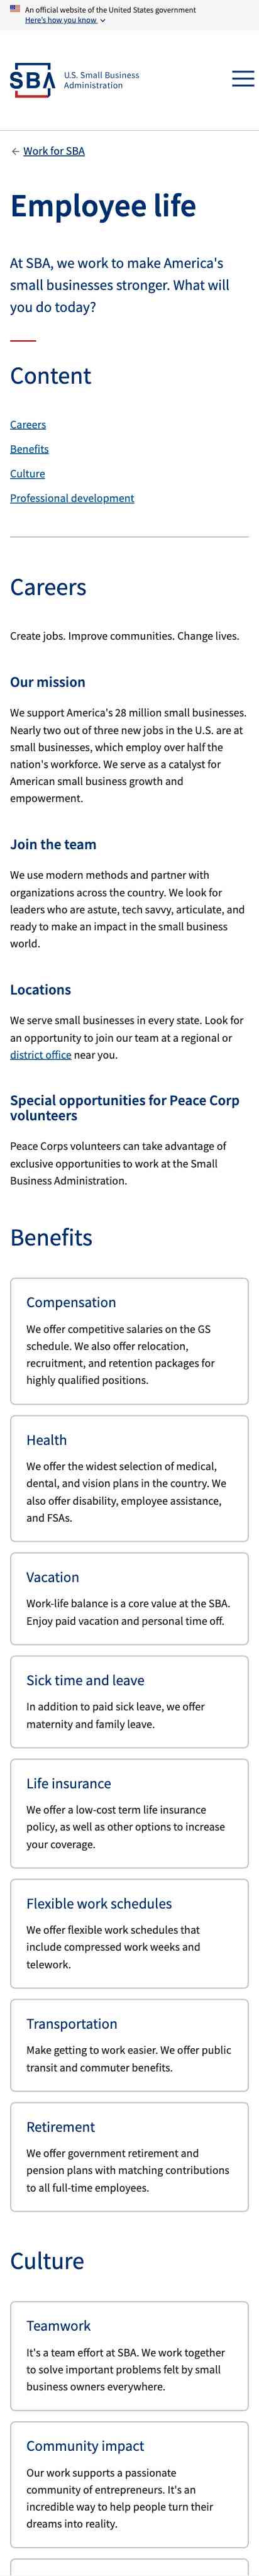 An official website of the United States government
Here's how you know
SBA
U.S. Small Business
Administration
Work for SBA
Employee life
At SBA, we work to make America's
small businesses stronger. What will
you do today?
Content
Careers
Benefits
Culture
Professional development
Careers
Create jobs. Improve communities. Change lives.
Our mission
We support America's 28 million small businesses.
Nearly two out of three new jobs in the U.S. are at
small businesses, which employ over half the
nation's workforce. We serve as a catalyst for
American small business growth and
empowerment.
Join the team
We use modern methods and partner with
organizations across the country. We look for
leaders who are astute, tech savvy, articulate, and
ready to make an impact in the small business
world.
Locations
We serve small businesses in every state. Look for
an opportunity to join our team at a regional or
district office near you.
Special opportunities for Peace Corp
volunteers
Peace Corps volunteers can take advantage of
exclusive opportunities to work at the Small
Business Administration.
Benefits
Compensation
We offer competitive salaries on the GS
schedule. We also offer relocation,
recruitment, and retention packages for
highly qualified positions.
Health
We offer the widest selection of medical,
dental, and vision plans in the country. We
also offer disability, employee assistance,
and FSAs.
Vacation
Work-life balance is a core value at the SBA.
Enjoy paid vacation and personal time off.
Sick time and leave
In addition to paid sick leave, we offer
maternity and family leave.
Life insurance
We offer a low-cost term life insurance
policy, as well as other options to increase
your coverage.
Flexible work schedules
We offer flexible work schedules that
include compressed work weeks and
telework.
Transportation
Make getting to work easier. We offer public
transit and commuter benefits.
Retirement
We offer government retirement and
pension plans with matching contributions
to all full-time employees.
Culture
Teamwork
It's a team effort at SBA. We work together
to solve important problems felt by small
business owners everywhere.
Community impact
Our work supports a passionate
community of entrepreneurs. It's an
incredible way to help people turn their
dreams into reality.